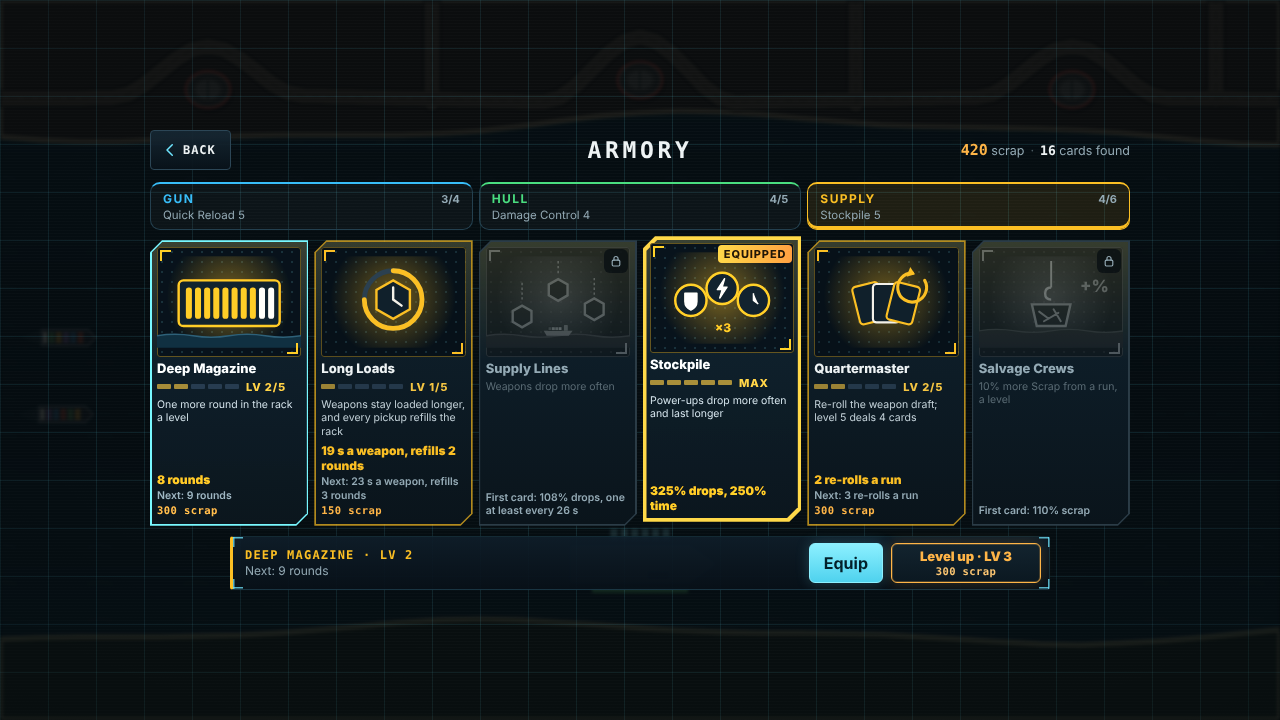 BACK
ARMORY
420 scrap · 16 cards found
GUN 3/4
Quick Reload 5
HULL 4/5
Damage Control 4
SUPPLY 4/6
Stockpile 5
Deep Magazine
LV 2/5
One more round in the rack
a level
8 rounds
Next: 9 rounds
300 scrap
Long Loads
LV 1/5
Weapons stay loaded longer,
and every pickup refills the
rack
19 s a weapon, refills 2
rounds
Next: 23 s a weapon, refills
3 rounds
150 scrap
Supply Lines
Weapons drop more often
First card: 108% drops, one
at least every 26 s
EQUIPPED
×3
Stockpile
MAX
Power-ups drop more often
and last longer
325% drops, 250%
time
Quartermaster
LV 2/5
Re-roll the weapon draft;
level 5 deals 4 cards
2 re-rolls a run
Next: 3 re-rolls a run
300 scrap
+%
Salvage Crews
10% more Scrap from a run,
a level
First card: 110% scrap
DEEP MAGAZINE · LV 2
Next: 9 rounds
Equip
Level up · LV 3
300 scrap